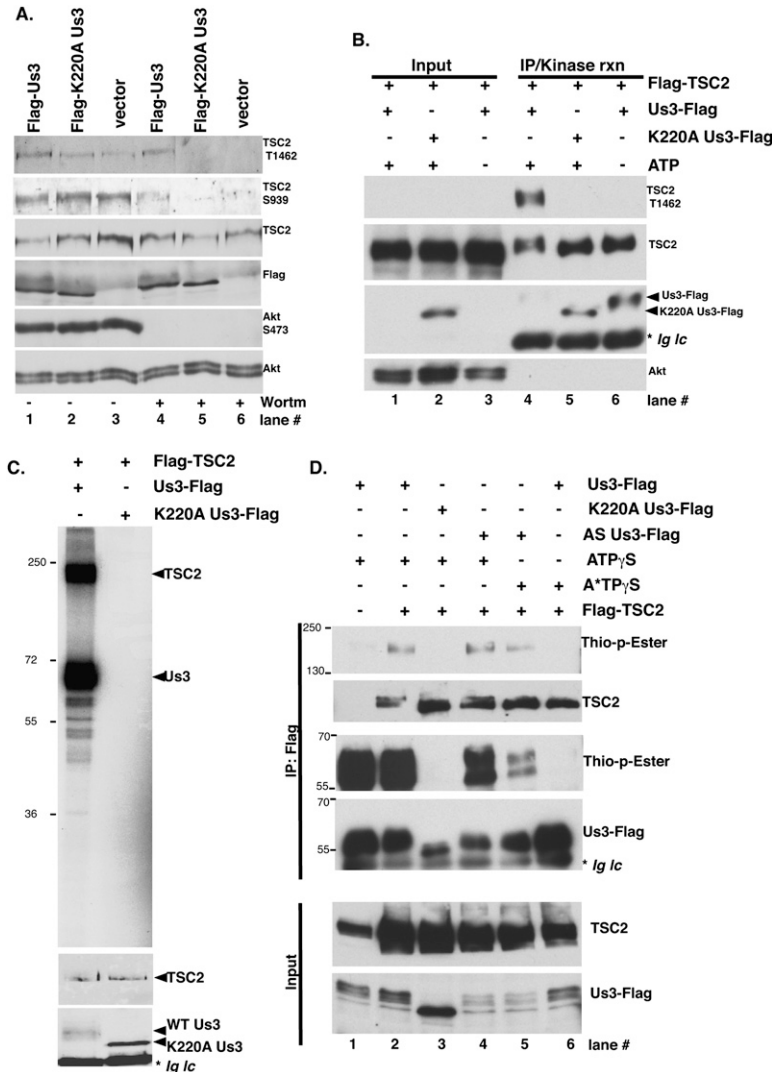 A.
Flag-Us3
Flag-K220A Us3
vector
Flag-Us3
Flag-K220A Us3
vector
TSC2
T1462
TSC2
S939
TSC2
Flag
Akt
S473
Akt
- - - + + + Wortm
1 2 3 4 5 6 lane #
B.
Input IP/Kinase rxn
+ + + + + + Flag-TSC2
+ - + + - + Us3-Flag
- + - - + - K220A Us3-Flag
+ + - + + - ATP
TSC2
T1462
TSC2
Us3-Flag
K220A Us3-Flag
* Ig lc
Akt
1 2 3 4 5 6 lane #
C.
+ + Flag-TSC2
+ - Us3-Flag
- + K220A Us3-Flag
250
TSC2
72
Us3
55
36
TSC2
WT Us3
K220A Us3
* Ig lc
D.
+ + - - - + Us3-Flag
- - + - - - K220A Us3-Flag
- - - + + - AS Us3-Flag
+ + + + - - ATPγS
- - - - + + A*TPγS
- + + + + + Flag-TSC2
IP: Flag
250
Thio-p-Ester
130
TSC2
70
Thio-p-Ester
55
70
Us3-Flag
55
* Ig lc
Input
TSC2
Us3-Flag
1 2 3 4 5 6 lane #